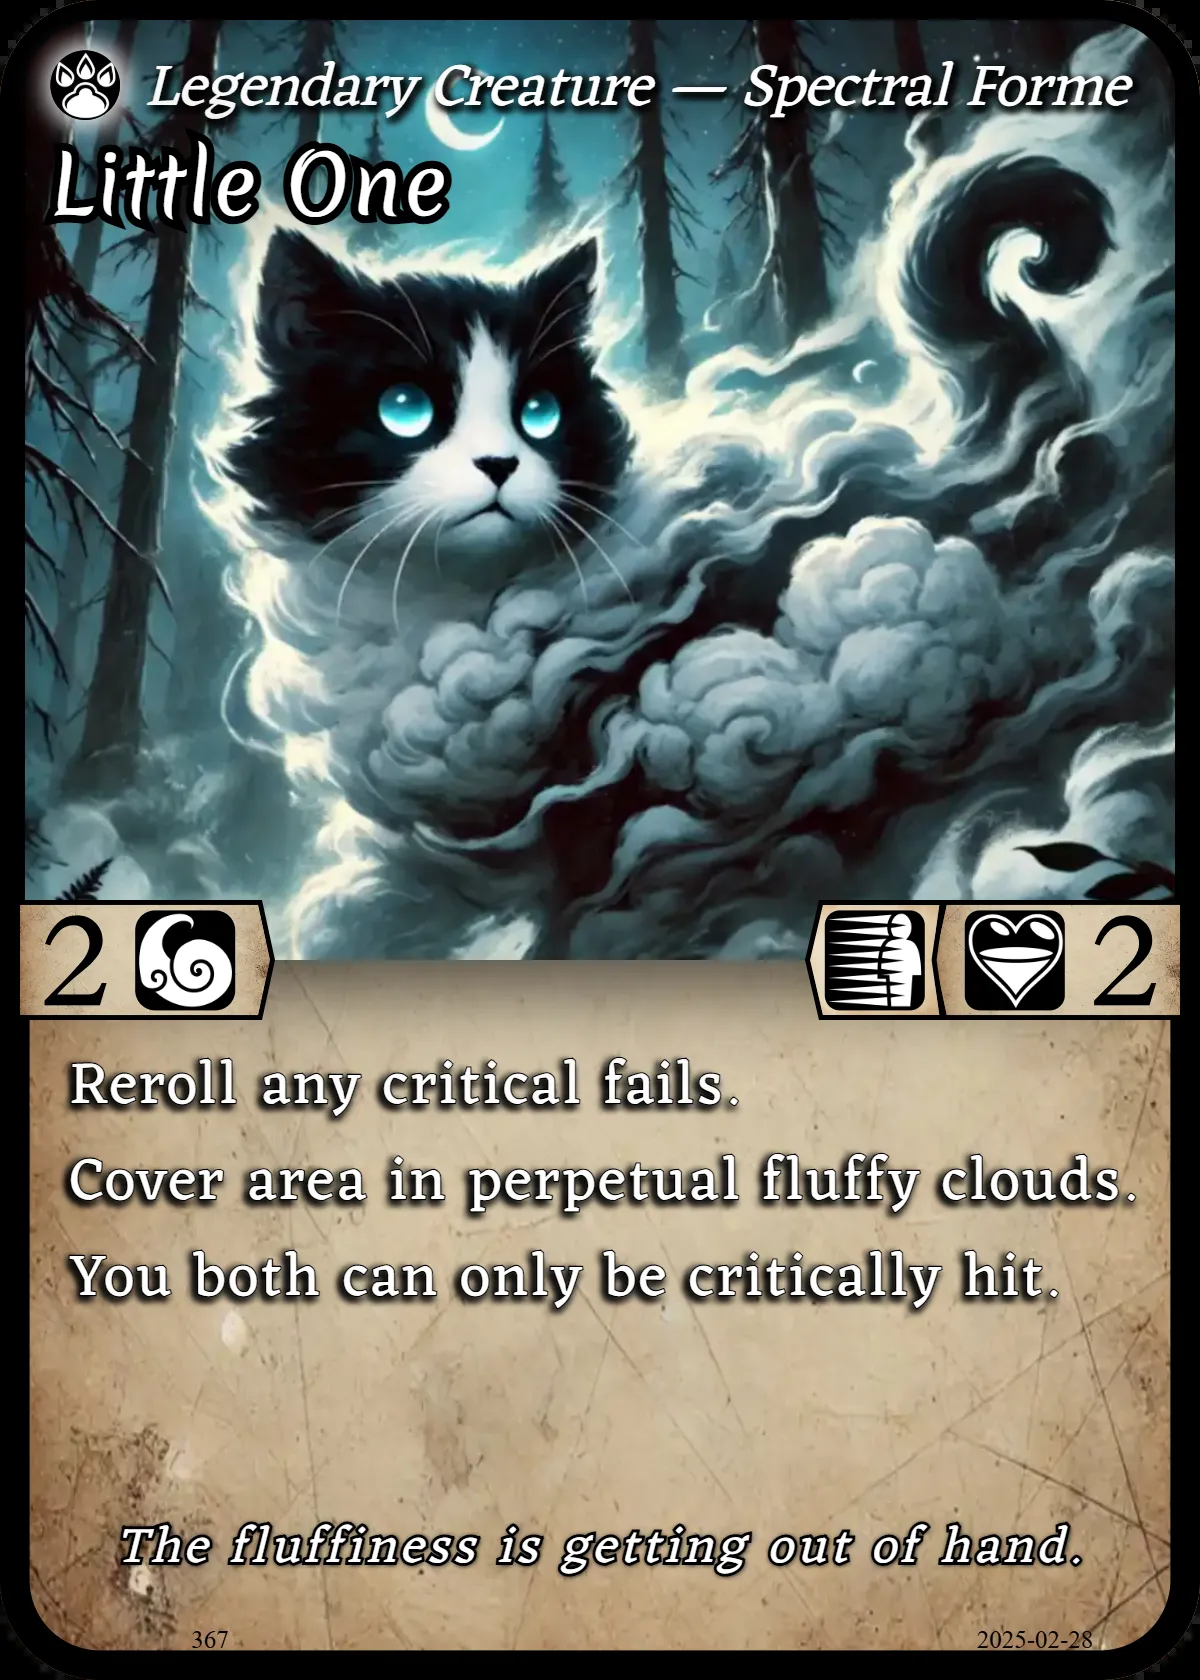 Legendary Creature — Spectral Forme
Little One
2 2
Reroll any critical fails.
Cover area in perpetual fluffy clouds.
You both can only be critically hit.
The fluffiness is getting out of hand.
367 2025-02-28